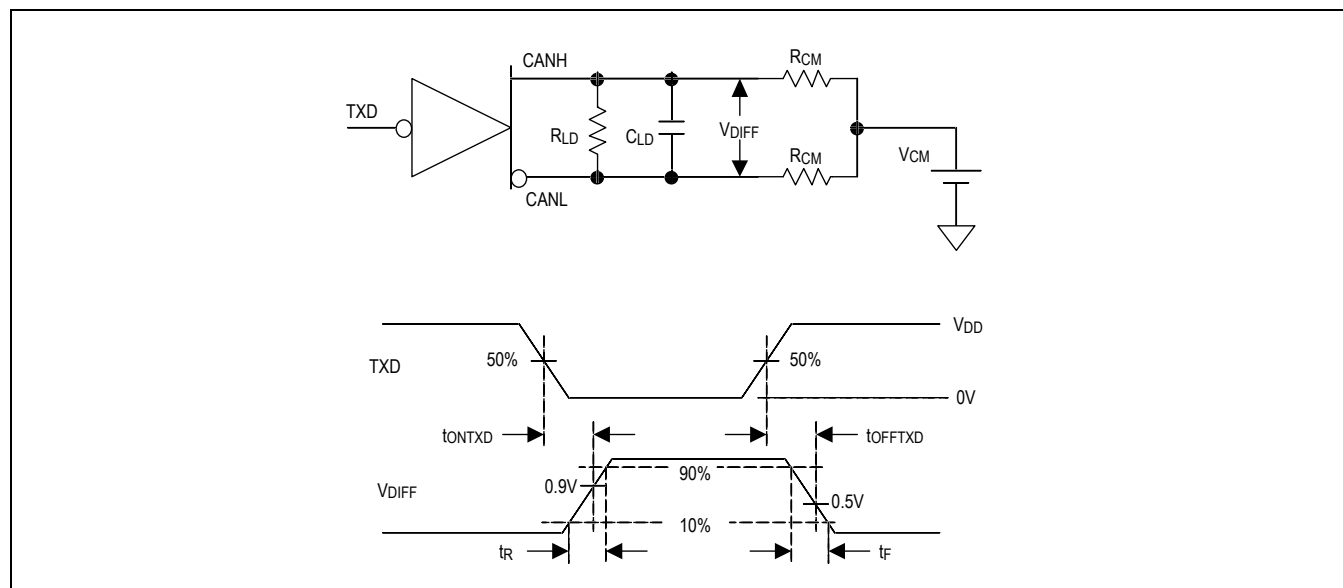 CANH
RCM
TXD
RLD
CLD
VDIFF
RCM
VCM
CANL
VDD
50%
50%
TXD
0V
tONTXD
tOFFTXD
90%
VDIFF
0.9V
0.5V
10%
tR
tF